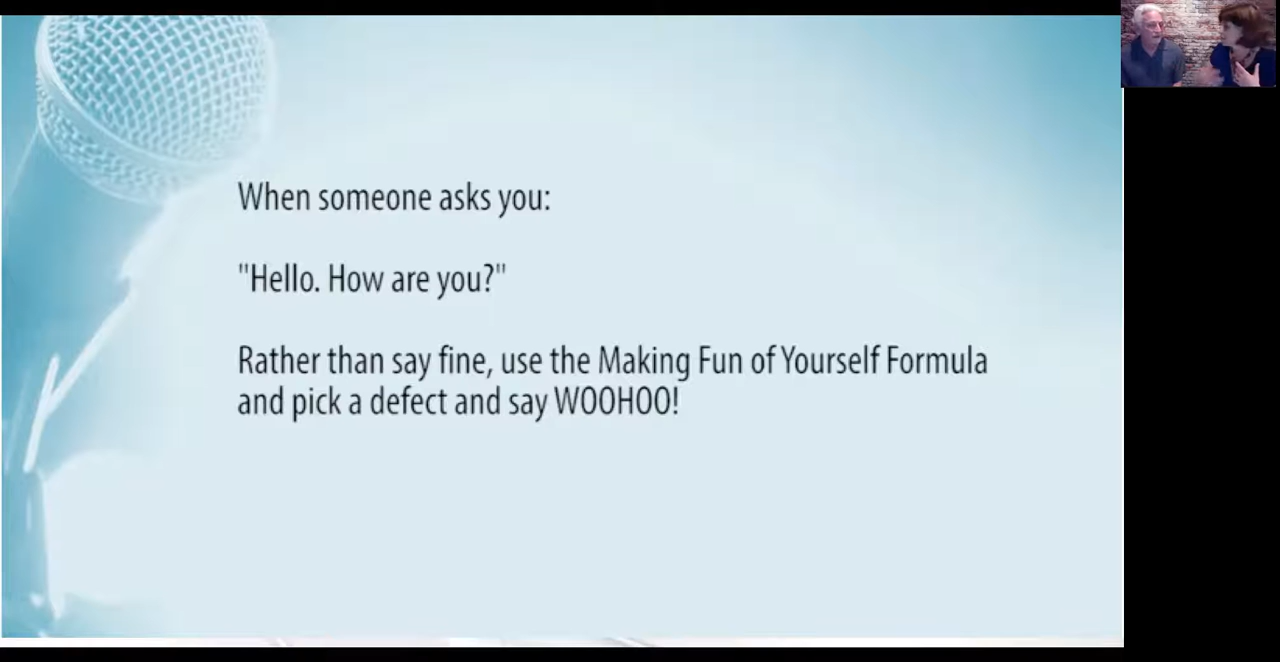 When someone asks you:
"Hello. How are you?"
Rather than say fine, use the Making Fun of Yourself Formula
and pick a defect and say WOOHOO!